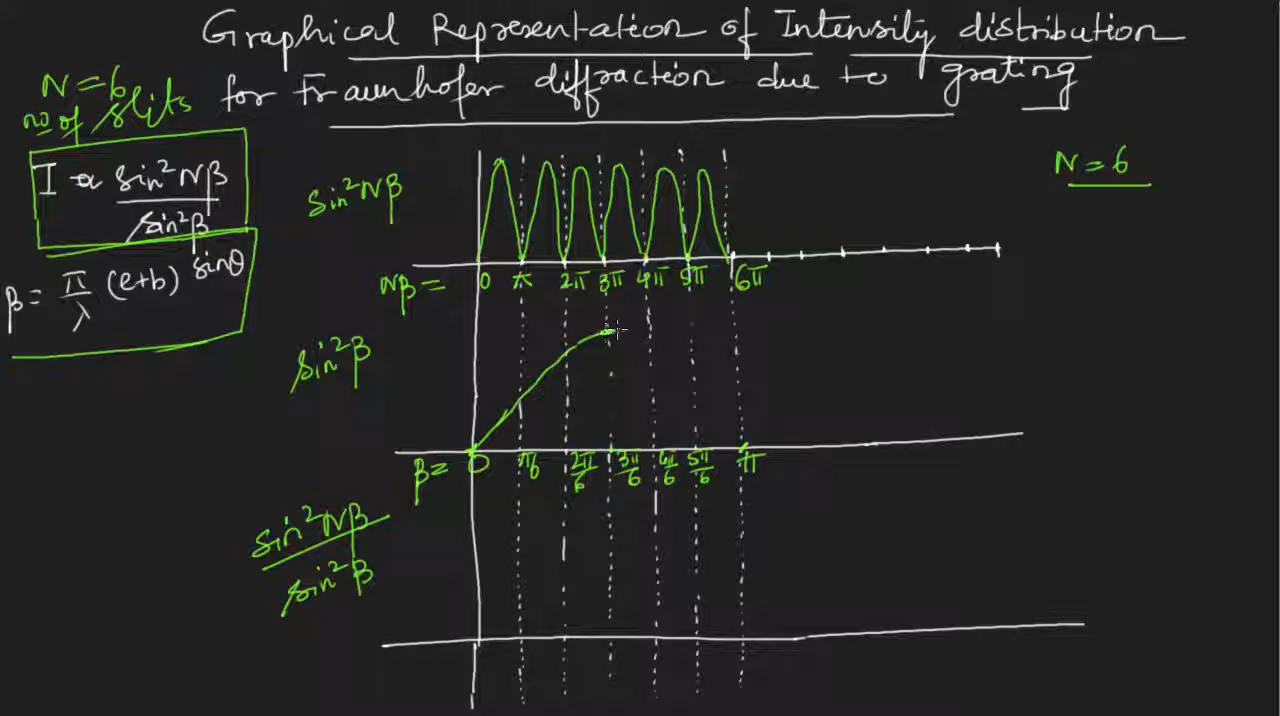 Graphical Representation of Intensity distribution
for Fraunhofer diffraction due to grating
N = 6
no of slits
I α sin²Nβ / sin²β
β = π/λ (e+b) sinθ
N = 6
sin²Nβ
Nβ = 0 π 2π 3π 4π 5π 6π
sin²β
β = 0 π/6 2π/6 3π/6 4π/6 5π/6 π
sin²Nβ / sin²β